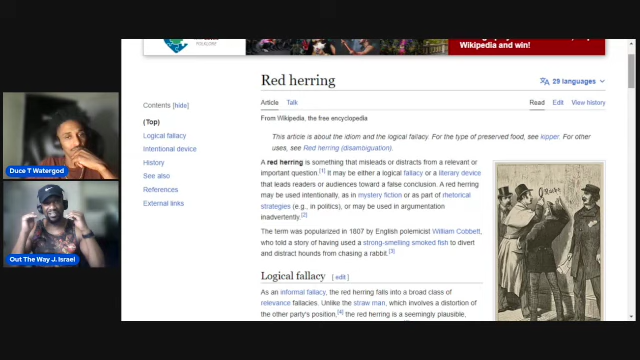 Wikipedia and win!
Red herring
29 languages
Article Talk
Read Edit View history
From Wikipedia, the free encyclopedia
Contents [hide]
(Top)
Logical fallacy
Intentional device
History
See also
References
External links
This article is about the idiom and the logical fallacy. For the type of preserved food, see kipper. For other
uses, see Red herring (disambiguation).
A red herring is something that misleads or distracts from a relevant or
important question.[1] It may be either a logical fallacy or a literary device
that leads readers or audiences toward a false conclusion. A red herring
may be used intentionally, as in mystery fiction or as part of rhetorical
strategies (e.g., in politics), or may be used in argumentation
inadvertently.[2]
The term was popularized in 1807 by English polemicist William Cobbett,
who told a story of having used a strong-smelling smoked fish to divert
and distract hounds from chasing a rabbit.[3]
Logical fallacy [edit]
As an informal fallacy, the red herring falls into a broad class of
relevance fallacies. Unlike the straw man, which involves a distortion of
the other party's position,[4] the red herring is a seemingly plausible,
Duce T Watergod
Out The Way J. Israel